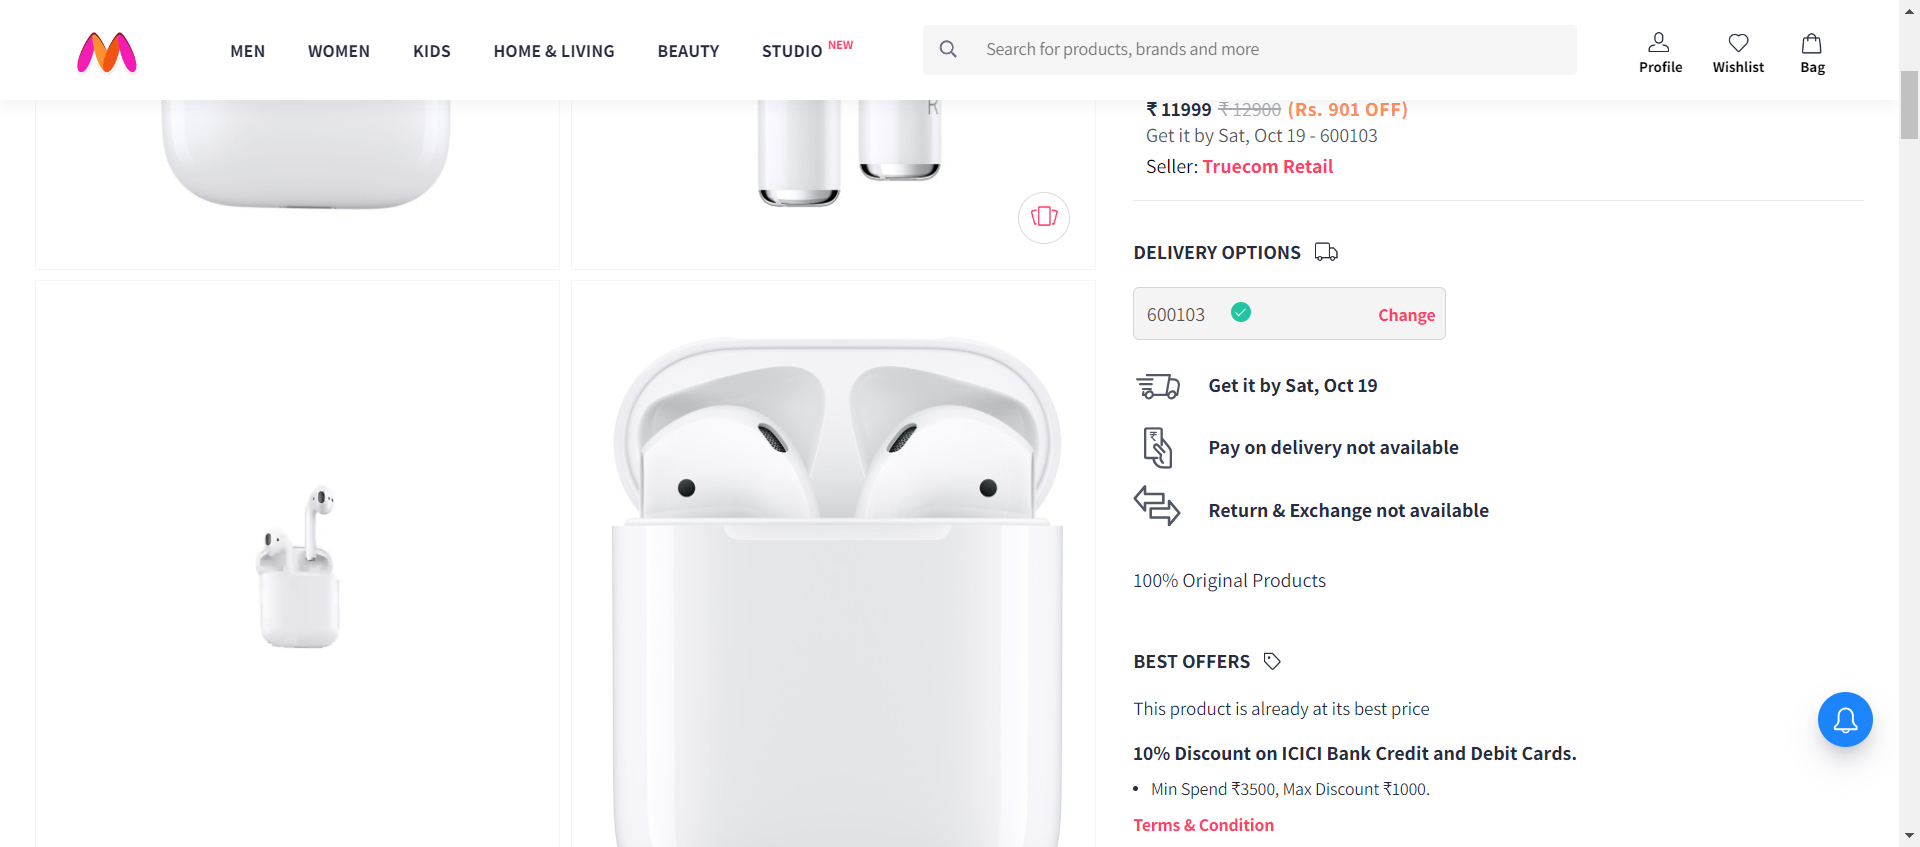 MEN WOMEN KIDS HOME & LIVING BEAUTY STUDIO NEW Search for products, brands and more Profile Wishlist Bag
₹ 11999 ₹ 12900 (Rs. 901 OFF)
Get it by Sat, Oct 19 - 600103
Seller: Truecom Retail
DELIVERY OPTIONS
600103 Change
Get it by Sat, Oct 19
Pay on delivery not available
Return & Exchange not available
100% Original Products
BEST OFFERS
This product is already at its best price
10% Discount on ICICI Bank Credit and Debit Cards.
• Min Spend ₹3500, Max Discount ₹1000.
Terms & Condition